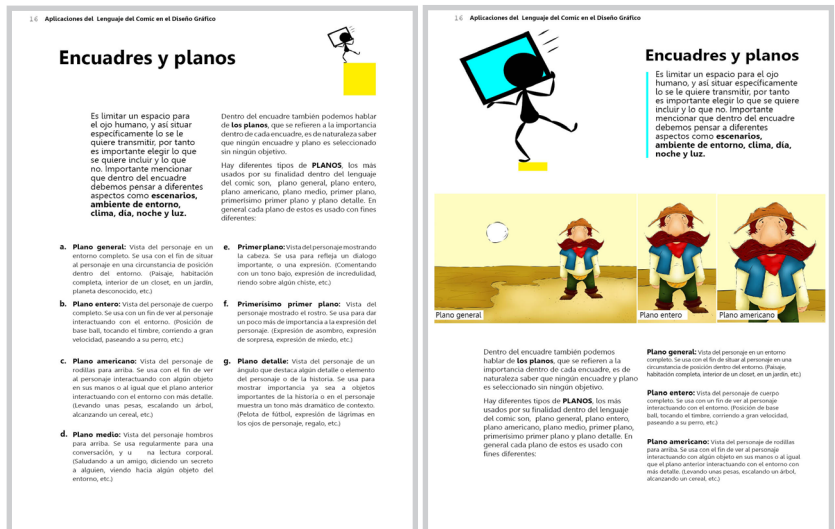 16 Aplicaciones del Lenguaje del Comic en el Diseño Gráfico
Encuadres y planos
Es limitar un espacio para
el ojo humano, y así situar
específicamente lo se le
quiere transmitir, por tanto
es importante elegir lo que
se quiere incluir y lo que
no. Importante mencionar
que dentro del encuadre
debemos pensar a diferentes
aspectos como escenarios,
ambiente de entorno,
clima, día, noche y luz.
Dentro del encuadre también podemos hablar
de los planos, que se refieren a la importancia
dentro de cada encuadre, es de naturaleza saber
que ningún encuadre y plano es seleccionado
sin ningún objetivo.
Hay diferentes tipos de PLANOS, los más
usados por su finalidad dentro del lenguaje
del comic son, plano general, plano entero,
plano americano, plano medio, primer plano,
primerisimo primer plano y plano detalle. En
general cada plano de estos es usado con fines
diferentes:
a. Plano general: Vista del personaje en un
entorno completo. Se usa con el fin de situar
al personaje en una circunstancia de posición
dentro del entorno. (Paisaje, habitación
completa, interior de un closet, en un jardín,
planeta desconocido, etc.)
b. Plano entero: Vista del personaje de cuerpo
completo. Se usa con el fin de ver al personaje
interactuando con el entorno. (Posición de
base ball, tocando el timbre, corriendo a gran
velocidad, paseando a su perro, etc.)
c. Plano americano: Vista del personaje de
rodillas para arriba. Se usa con el fin de ver
al personaje interactuando con algún objeto
en sus manos o al igual que el plano anterior
interactuando con el entorno con más detalle.
(Levando unas pesas, escalando un árbol,
alcanzando un cereal, etc.)
d. Plano medio: Vista del personaje hombros
para arriba. Se usa regularmente para una
conversación, y u na lectura corporal.
(Saludando a un amigo, diciendo un secreto
a alguien, viendo hacia algún objeto del
entorno, etc.)
e. Primer plano: Vista del personaje mostrando
la cabeza. Se usa para refleja un dialogo
importante, o una expresión. (Comentando
con un tono bajo, expresión de incredulidad,
riendo sobre algún chiste, etc.)
f. Primerísimo primer plano: Vista del
personaje mostrado el rostro. Se usa para dar
un poco más de importancia a la expresión del
personaje. (Expresión de asombro, expresión
de sorpresa, expresión de miedo, etc.)
g. Plano detalle: Vista del personaje de un
ángulo que destaca algún detalle o elemento
del personaje o de la historia. Se usa para
mostrar importancia ya sea a objetos
importantes de la historia o en el personaje
muestra un tono más dramático de contexto.
(Pelota de fútbol, expresión de lágrimas en
los ojos de personaje, regalo, etc.)
16 Aplicaciones del Lenguaje del Comic en el Diseño Gráfico
Encuadres y planos
Es limitar un espacio para el ojo
humano, y así situar específicamente
lo se le quiere transmitir, por tanto
es importante elegir lo que se quiere
incluir y lo que no. Importante
mencionar que dentro del encuadre
debemos pensar a diferentes
aspectos como escenarios,
ambiente de entorno, clima, día,
noche y luz.
Plano general
Plano entero
Plano americano
Dentro del encuadre también podemos
hablar de los planos, que se refieren a la
importancia dentro de cada encuadre, es de
naturaleza saber que ningún encuadre y plano
es seleccionado sin ningún objetivo.
Hay diferentes tipos de PLANOS, los más
usados por su finalidad dentro del lenguaje
del comic son, plano general, plano entero,
plano americano, plano medio, primer plano,
primerisimo primer plano y plano detalle. En
general cada plano de estos es usado con
fines diferentes:
Plano general: Vista del personaje en un entorno
completo. Se usa con el fin de situar al personaje en una
circunstancia de posición dentro del entorno. (Paisaje,
habitación completa, interior de un closet, en un jardín, etc.)
Plano entero: Vista del personaje de cuerpo
completo. Se usa con el fin de ver al personaje
interactuando con el entorno. (Posición de base
ball, tocando el timbre, corriendo a gran velocidad,
paseando a su perro, etc.)
Plano americano: Vista del personaje de rodillas
para arriba. Se usa con el fin de ver al personaje
interactuando con algún objeto en sus manos o al igual
que el plano anterior interactuando con el entorno con
más detalle. (Levando unas pesas, escalando un árbol,
alcanzando un cereal, etc.)